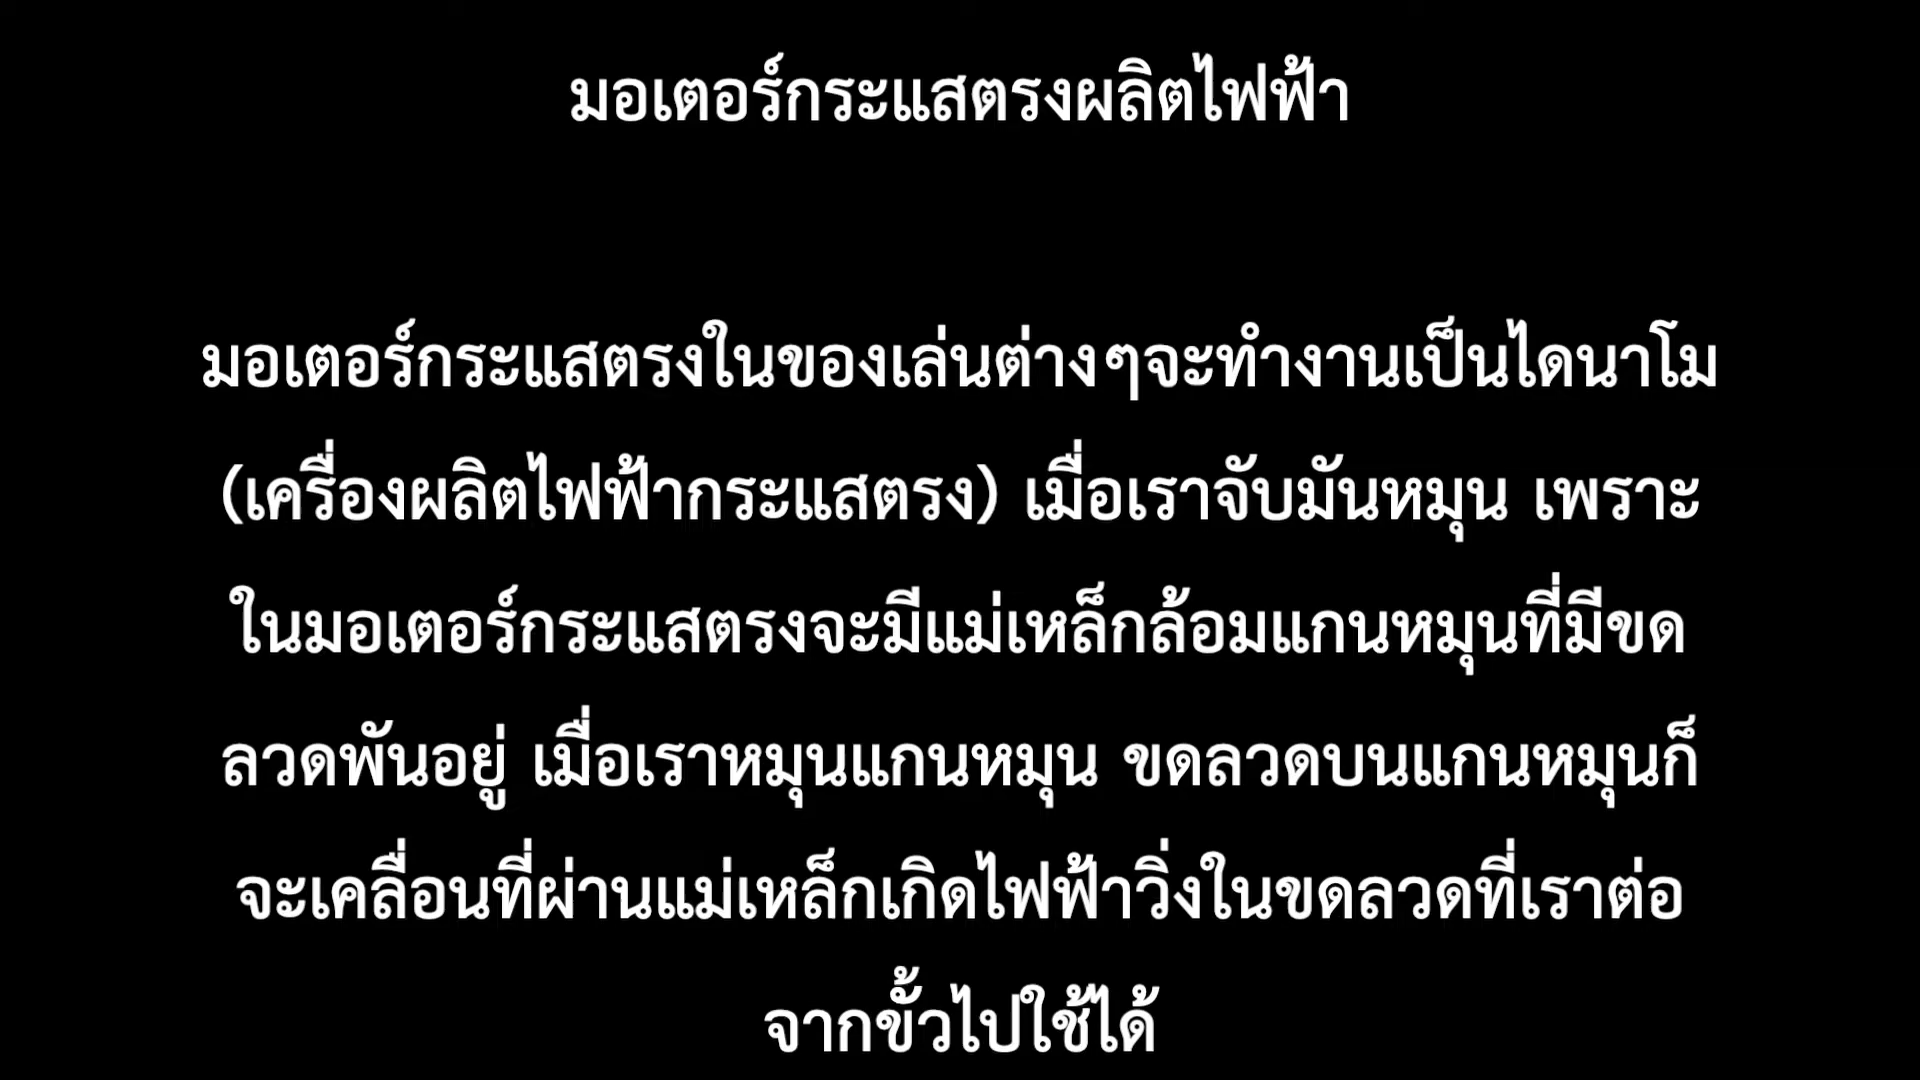 มอเตอร์กระแสตรงผลิตไฟฟ้า
มอเตอร์กระแสตรงในของเล่นต่างๆจะทำงานเป็นไดนาโม
(เครื่องผลิตไฟฟ้ากระแสตรง) เมื่อเราจับมันหมุน เพราะ
ในมอเตอร์กระแสตรงจะมีแม่เหล็กล้อมแกนหมุนที่มีขด
ลวดพันอยู่ เมื่อเราหมุนแกนหมุน ขดลวดบนแกนหมุนก็
จะเคลื่อนที่ผ่านแม่เหล็กเกิดไฟฟ้าวิ่งในขดลวดที่เราต่อ
จากขั้วไปใช้ได้